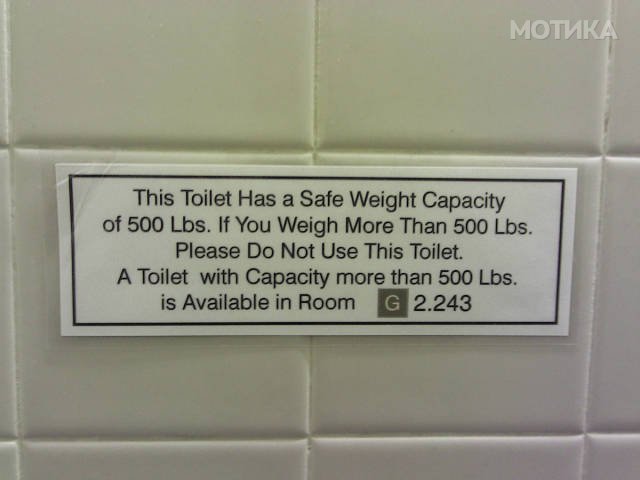 МОТИКА
This Toilet Has a Safe Weight Capacity
of 500 Lbs. If You Weigh More Than 500 Lbs.
Please Do Not Use This Toilet.
A Toilet with Capacity more than 500 Lbs.
is Available in Room G 2.243